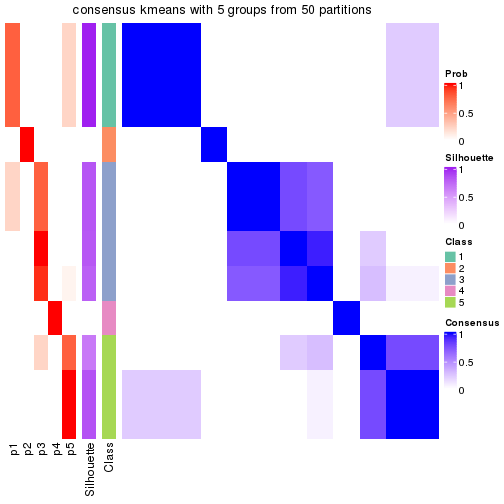 consensus kmeans with 5 groups from 50 partitions
Prob
1
0.5
0
Silhouette
1
0.5
0
Class
1
2
3
4
5
Consensus
1
0.5
0
p1
p2
p3
p4
p5
Silhouette
Class